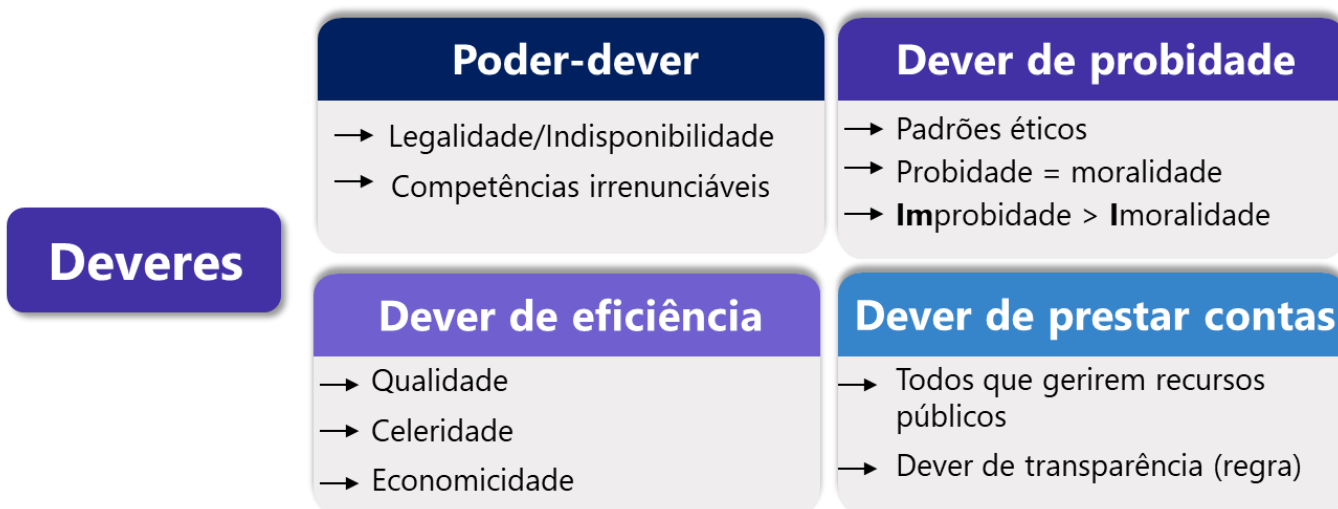 Deveres
Poder-dever
→ Legalidade/Indisponibilidade
→ Competências irrenunciáveis
Dever de probidade
→ Padrões éticos
→ Probidade = moralidade
→ Improbidade > Imoralidade
Dever de eficiência
→ Qualidade
→ Celeridade
→ Economicidade
Dever de prestar contas
→ Todos que gerirem recursos
públicos
→ Dever de transparência (regra)